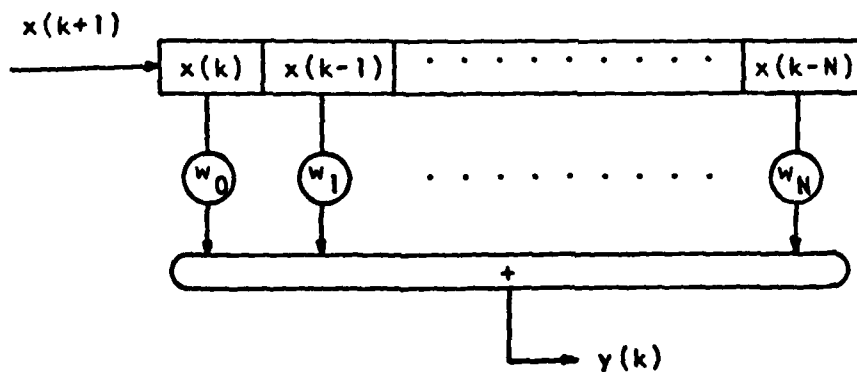 x(k+1)
x(k) x(k-1) . . . . . . . . . . x(k-N)
w0 w1 . . . . . . . . . wN
+
y(k)